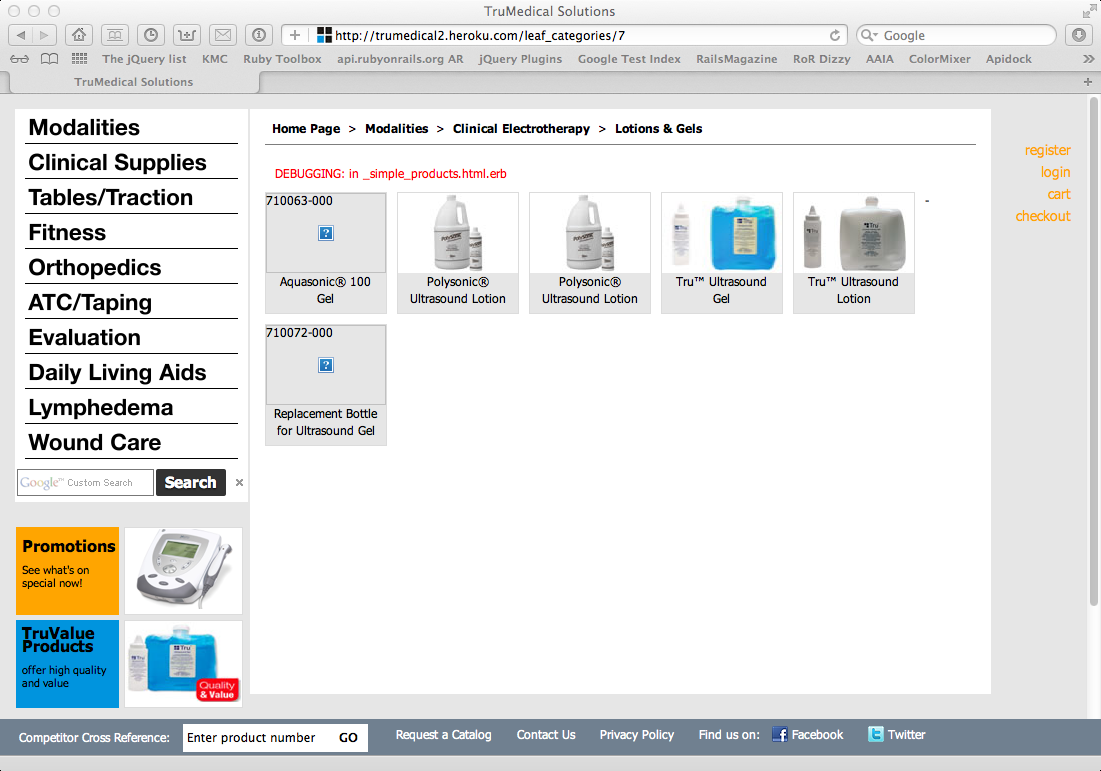 TruMedical Solutions
http://trumedical2.heroku.com/leaf_categories/7
Google
The jQuery list KMC Ruby Toolbox api.rubyonrails.org AR jQuery Plugins Google Test Index RailsMagazine RoR Dizzy AAIA ColorMixer Apidock
TruMedical Solutions
Modalities
Clinical Supplies
Tables/Traction
Fitness
Orthopedics
ATC/Taping
Evaluation
Daily Living Aids
Lymphedema
Wound Care
Google™ Custom Search
Search
×
Promotions
See what's on
special now!
TruValue
Products
offer high quality
and value
Quality
& Value
Home Page > Modalities > Clinical Electrotherapy > Lotions & Gels
DEBUGGING: in _simple_products.html.erb
710063-000
Aquasonic® 100
Gel
Polysonic
Polysonic®
Ultrasound Lotion
Polysonic
Polysonic®
Ultrasound Lotion
Tru
Tru™ Ultrasound
Gel
Tru
Tru™ Ultrasound
Lotion
-
710072-000
Replacement Bottle
for Ultrasound Gel
register
login
cart
checkout
Competitor Cross Reference: Enter product number GO Request a Catalog Contact Us Privacy Policy Find us on: Facebook Twitter